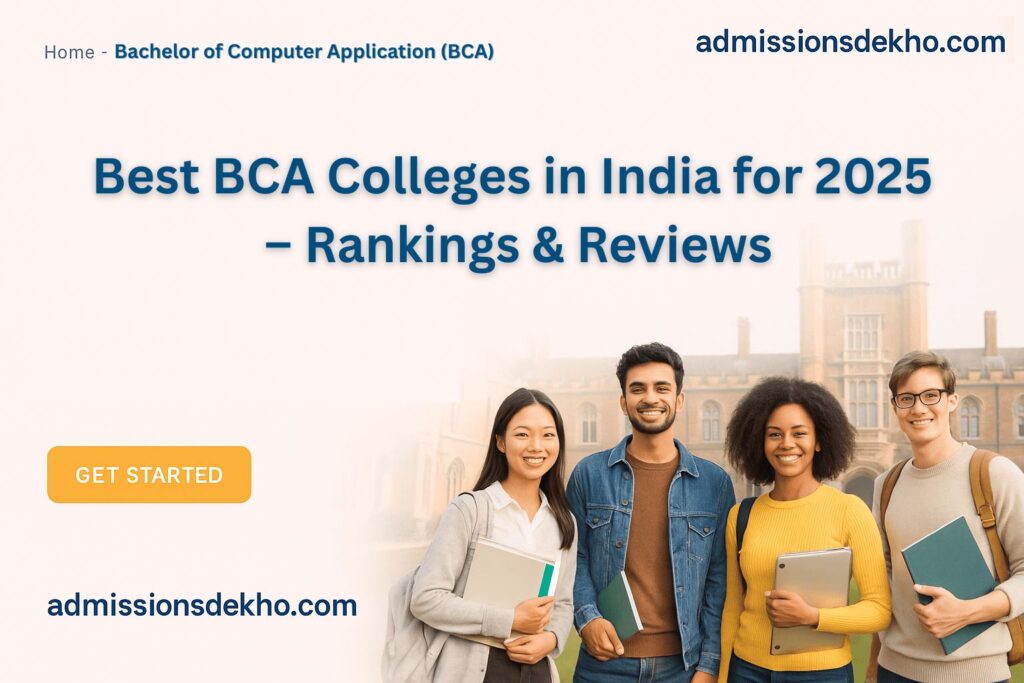 Home - Bachelor of Computer Application (BCA)
admissionsdekho.com
Best BCA Colleges in India for 2025
– Rankings & Reviews
GET STARTED
admissionsdekho.com